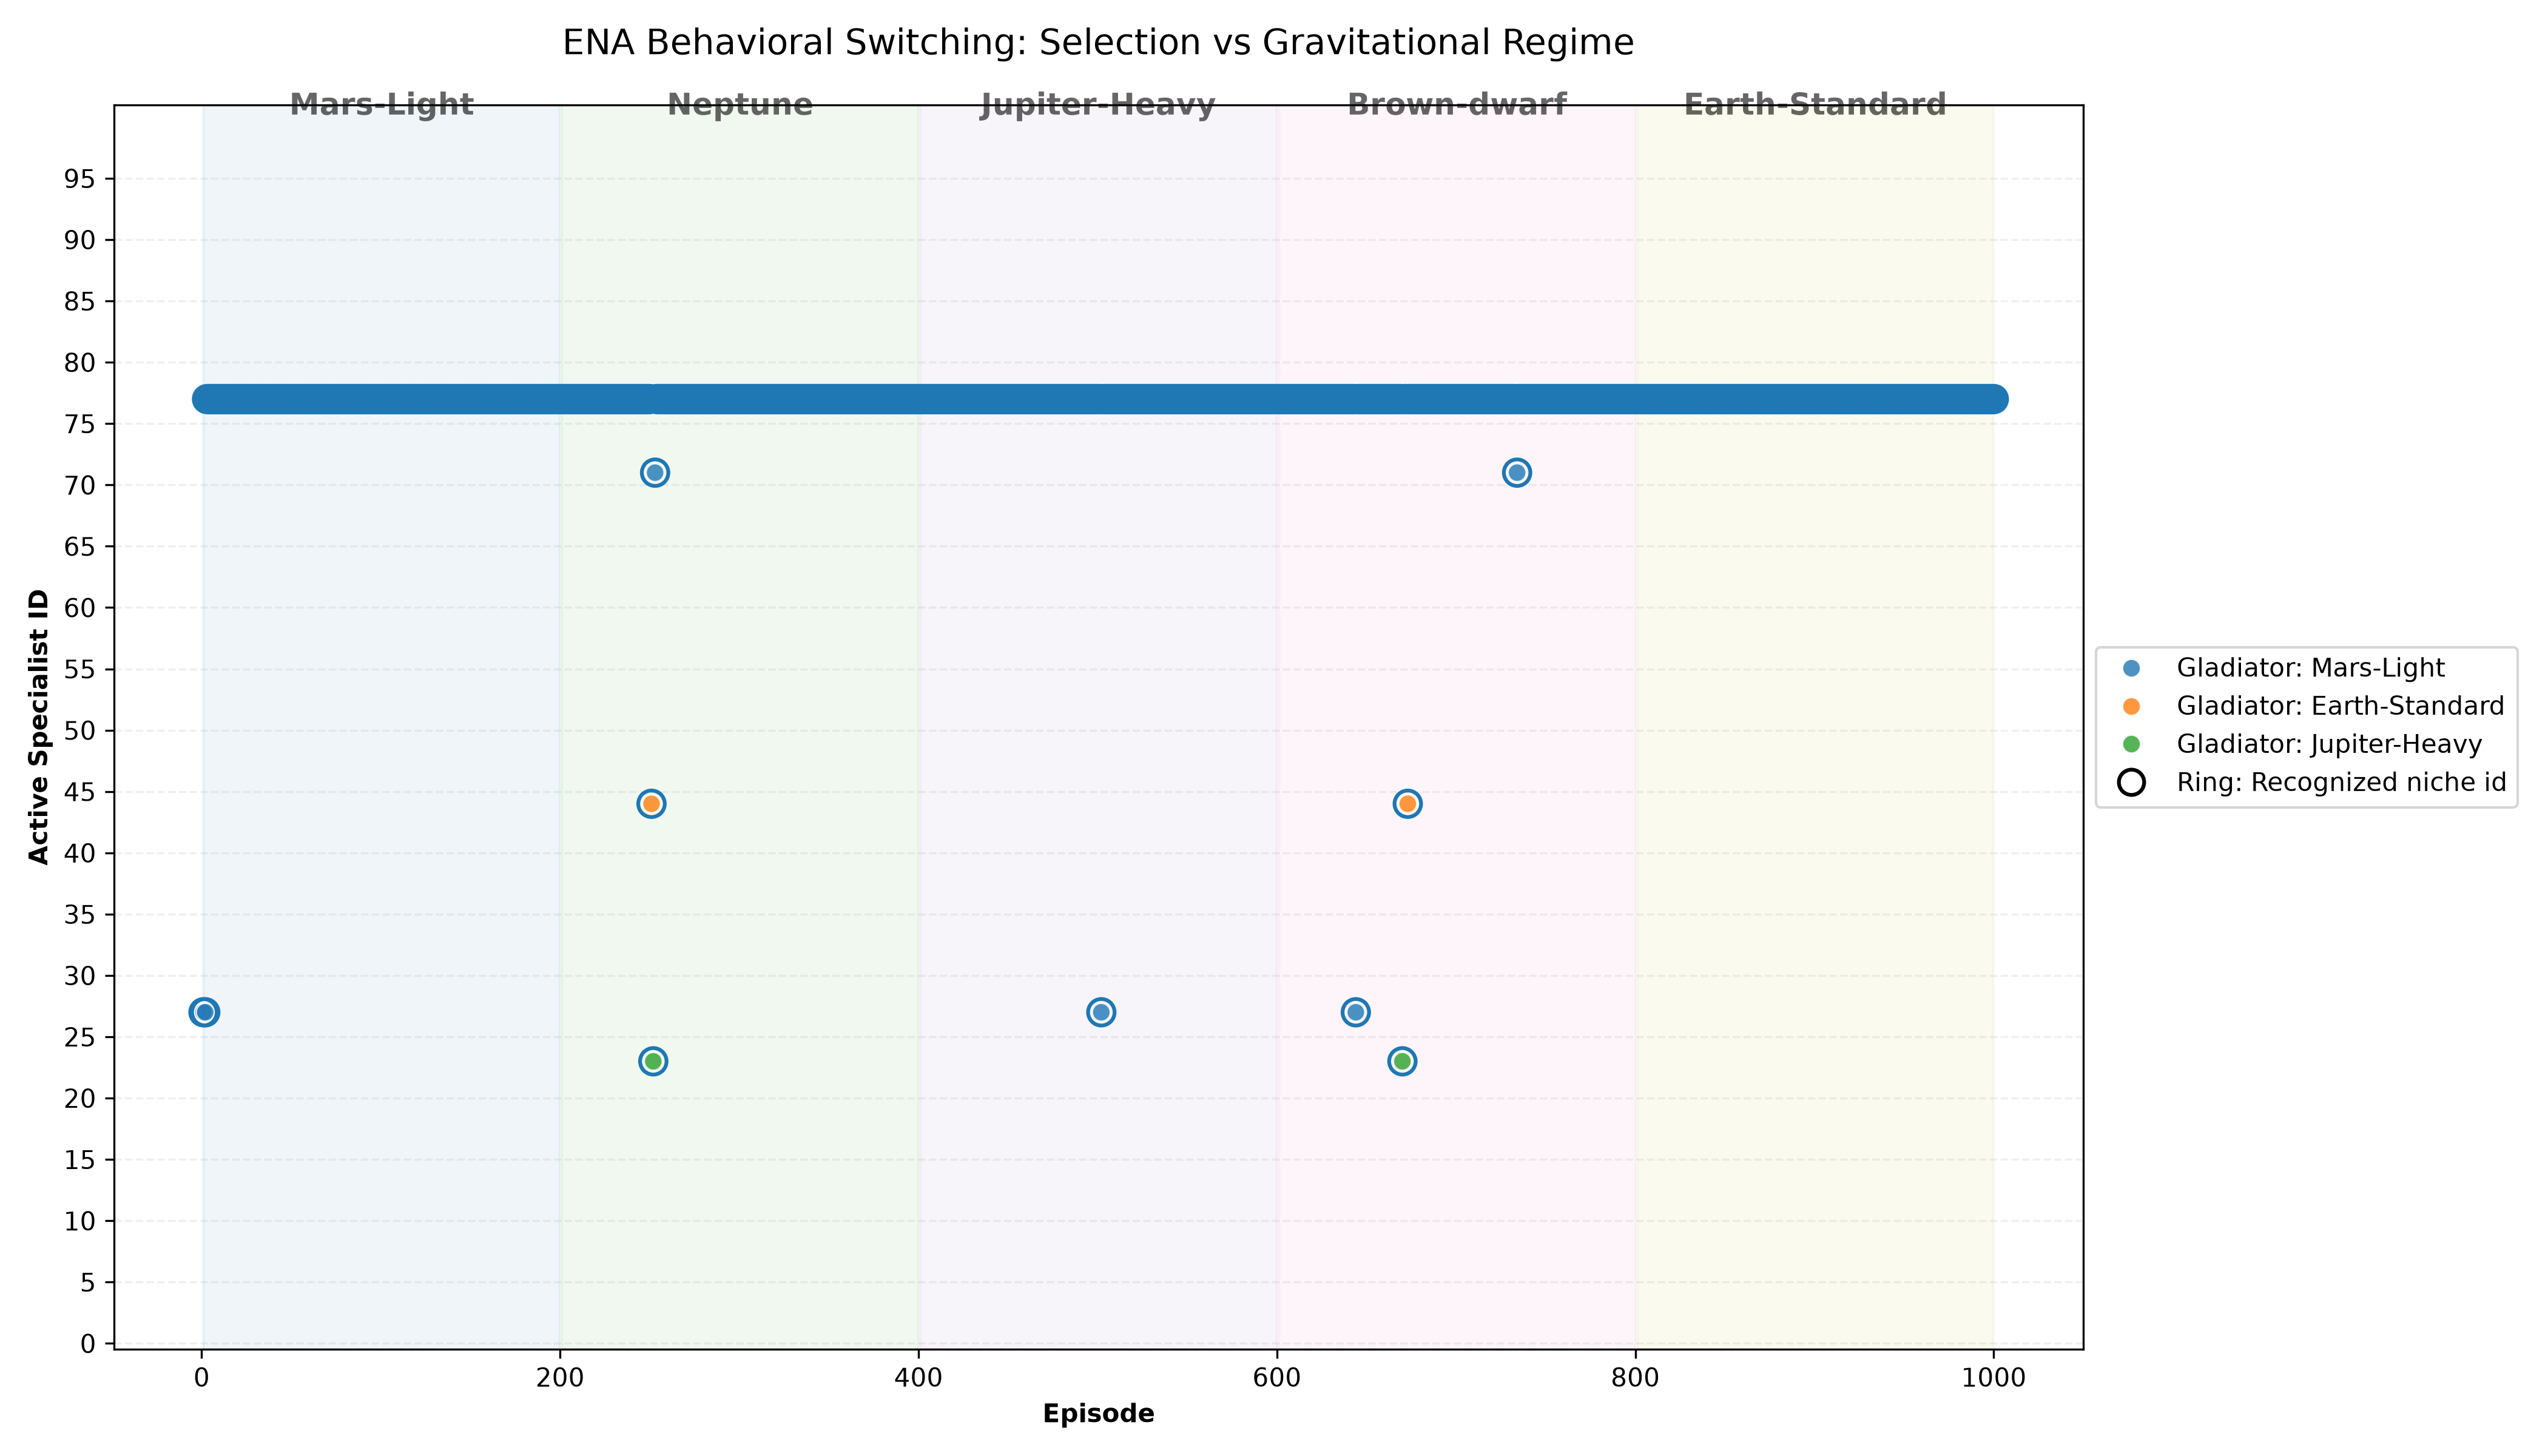 ENA Behavioral Switching: Selection vs Gravitational Regime
Mars-Light
Neptune
Jupiter-Heavy
Brown-dwarf
Earth-Standard
95
90
85
80
75
70
65
60
55
50
45
40
35
30
25
20
15
10
5
0
Active Specialist ID
0
200
400
600
800
1000
Episode
Gladiator: Mars-Light
Gladiator: Earth-Standard
Gladiator: Jupiter-Heavy
Ring: Recognized niche id